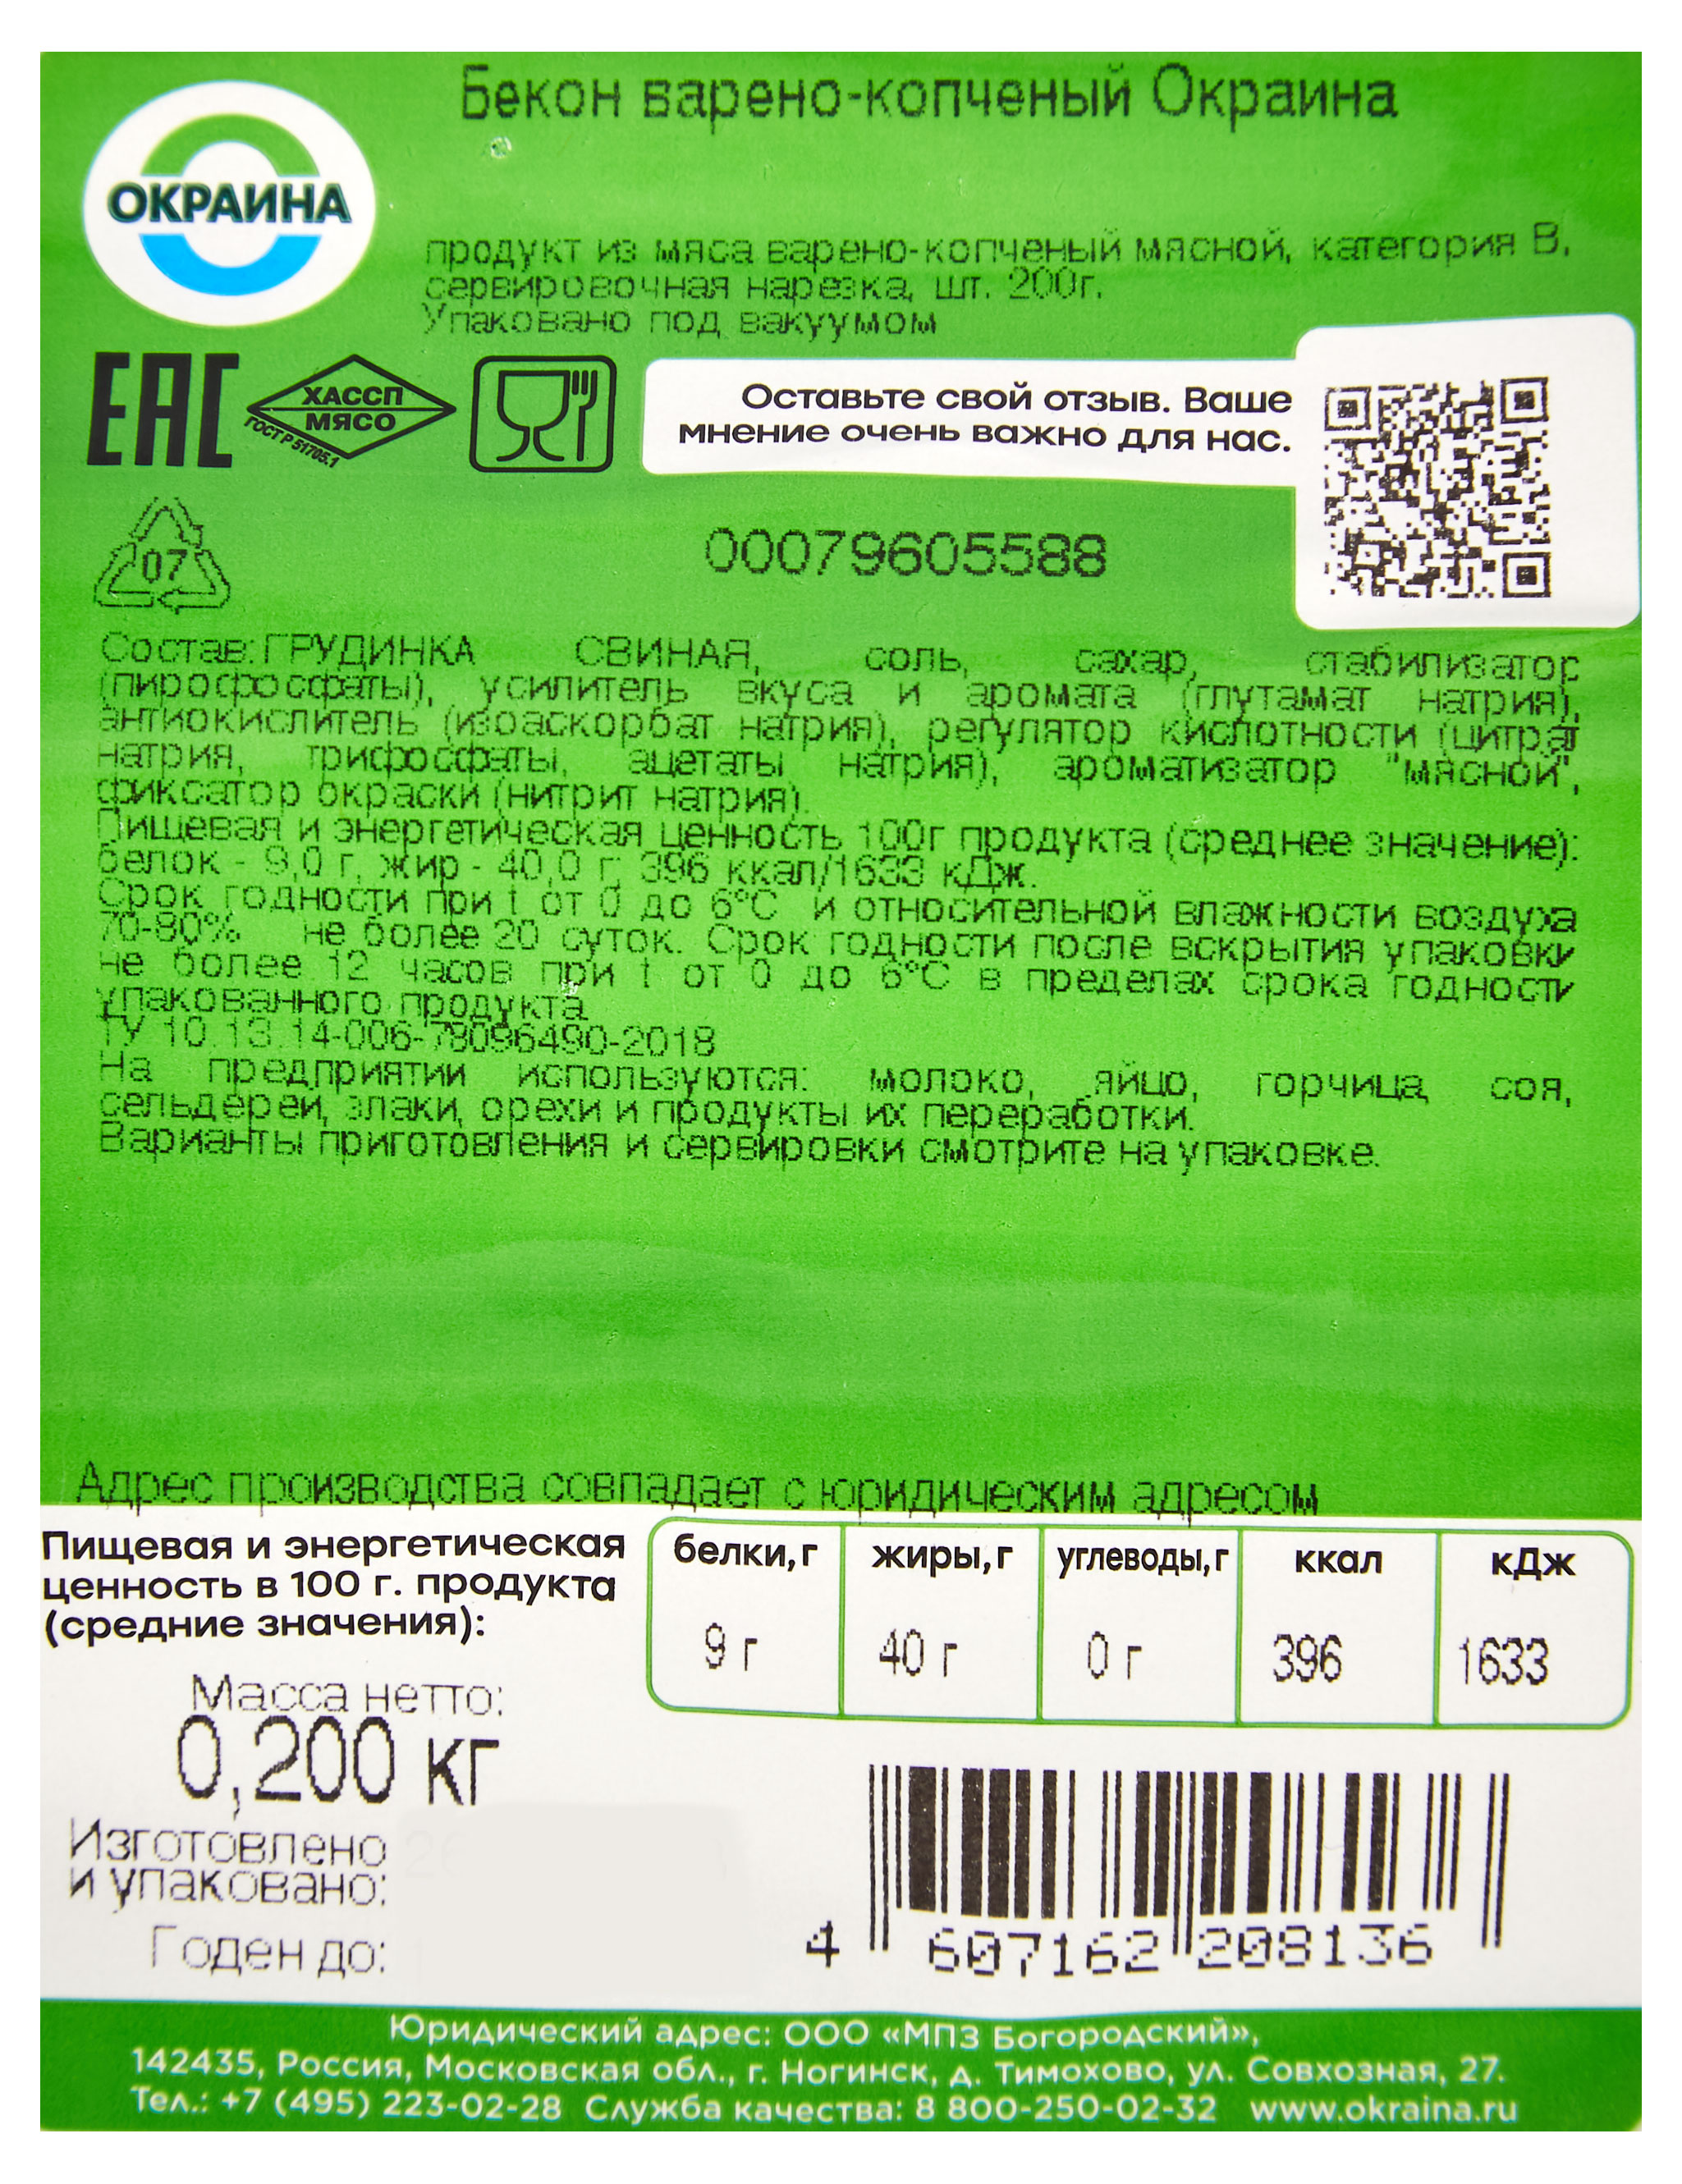 Бекон варено-копченый Окраина
ОКРАИНА
продукт из мяса варено-копченый мясной, категория В,
сервировочная нарезка, шт. 200г.
Упаковано под вакуумом
ЕАС
ХАССП
МЯСО
ГОСТ Р 51705.1
Оставьте свой отзыв. Ваше
мнение очень важно для нас.
07
00079605588
Состав: ГРУДИНКА СВИНАЯ, соль, сахар, стабилизатор
(пирофосфаты), усилитель вкуса и аромата (глутамат натрия),
антиокислитель (изоаскорбат натрия), регулятор кислотности (цитрат
натрия, трифосфаты, ацетаты натрия), ароматизатор "мясной",
фиксатор окраски (нитрит натрия).
Пищевая и энергетическая ценность 100г продукта (среднее значение):
белок - 9,0 г, жир - 40,0 г; 396 ккал/1633 кДж.
Срок годности при t от 0 до 6°С и относительной влажности воздуха
70-80% не более 20 суток. Срок годности после вскрытия упаковки
не более 12 часов при t от 0 до 6°С в пределах срока годности
упакованного продукта
ТУ 10.13.14-006-78096490-2018
На предприятии используются: молоко, яйцо, горчица, соя,
сельдерей, злаки, орехи и продукты их переработки.
Варианты приготовления и сервировки смотрите на упаковке.
Адрес производства совпадает с юридическим адресом
Пищевая и энергетическая
ценность в 100 г. продукта
(средние значения):
белки, г жиры, г углеводы, г ккал кДж
9 г 40 г 0 г 396 1633
Масса нетто:
0,200 кг
Изготовлено
и упаковано:
Годен до:
4 607162 208136
Юридический адрес: ООО «МПЗ Богородский»,
142435, Россия, Московская обл., г. Ногинск, д. Тимохово, ул. Совхозная, 27.
Тел.: +7 (495) 223-02-28 Служба качества: 8 800-250-02-32 www.okraina.ru